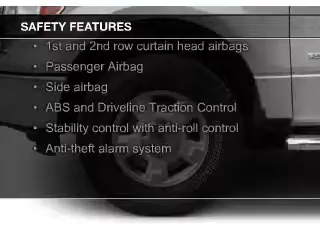 SAFETY FEATURES
• 1st and 2nd row curtain head airbags
• Passenger Airbag
• Side airbag
• ABS and Driveline Traction Control
• Stability control with anti-roll control
• Anti-theft alarm system